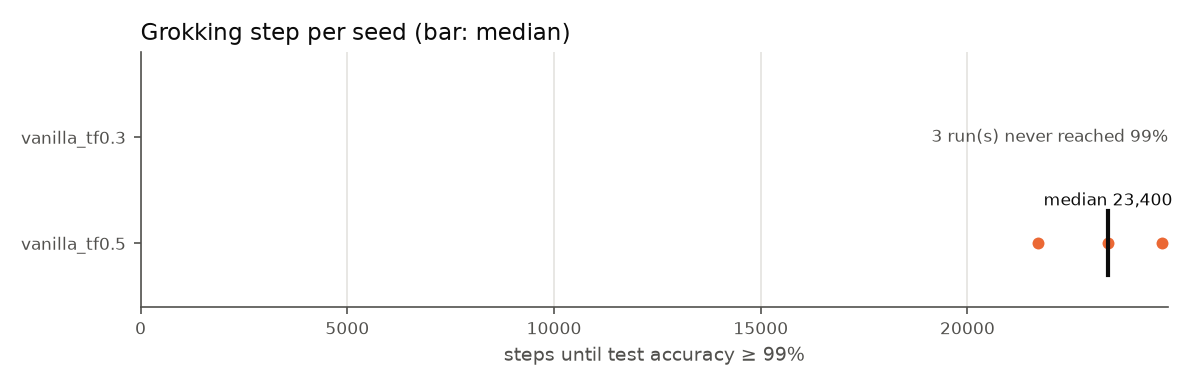 Grokking step per seed (bar: median)
vanilla_tf0.3
3 run(s) never reached 99%
median 23,400
vanilla_tf0.5
0 5000 10000 15000 20000
steps until test accuracy ≥ 99%